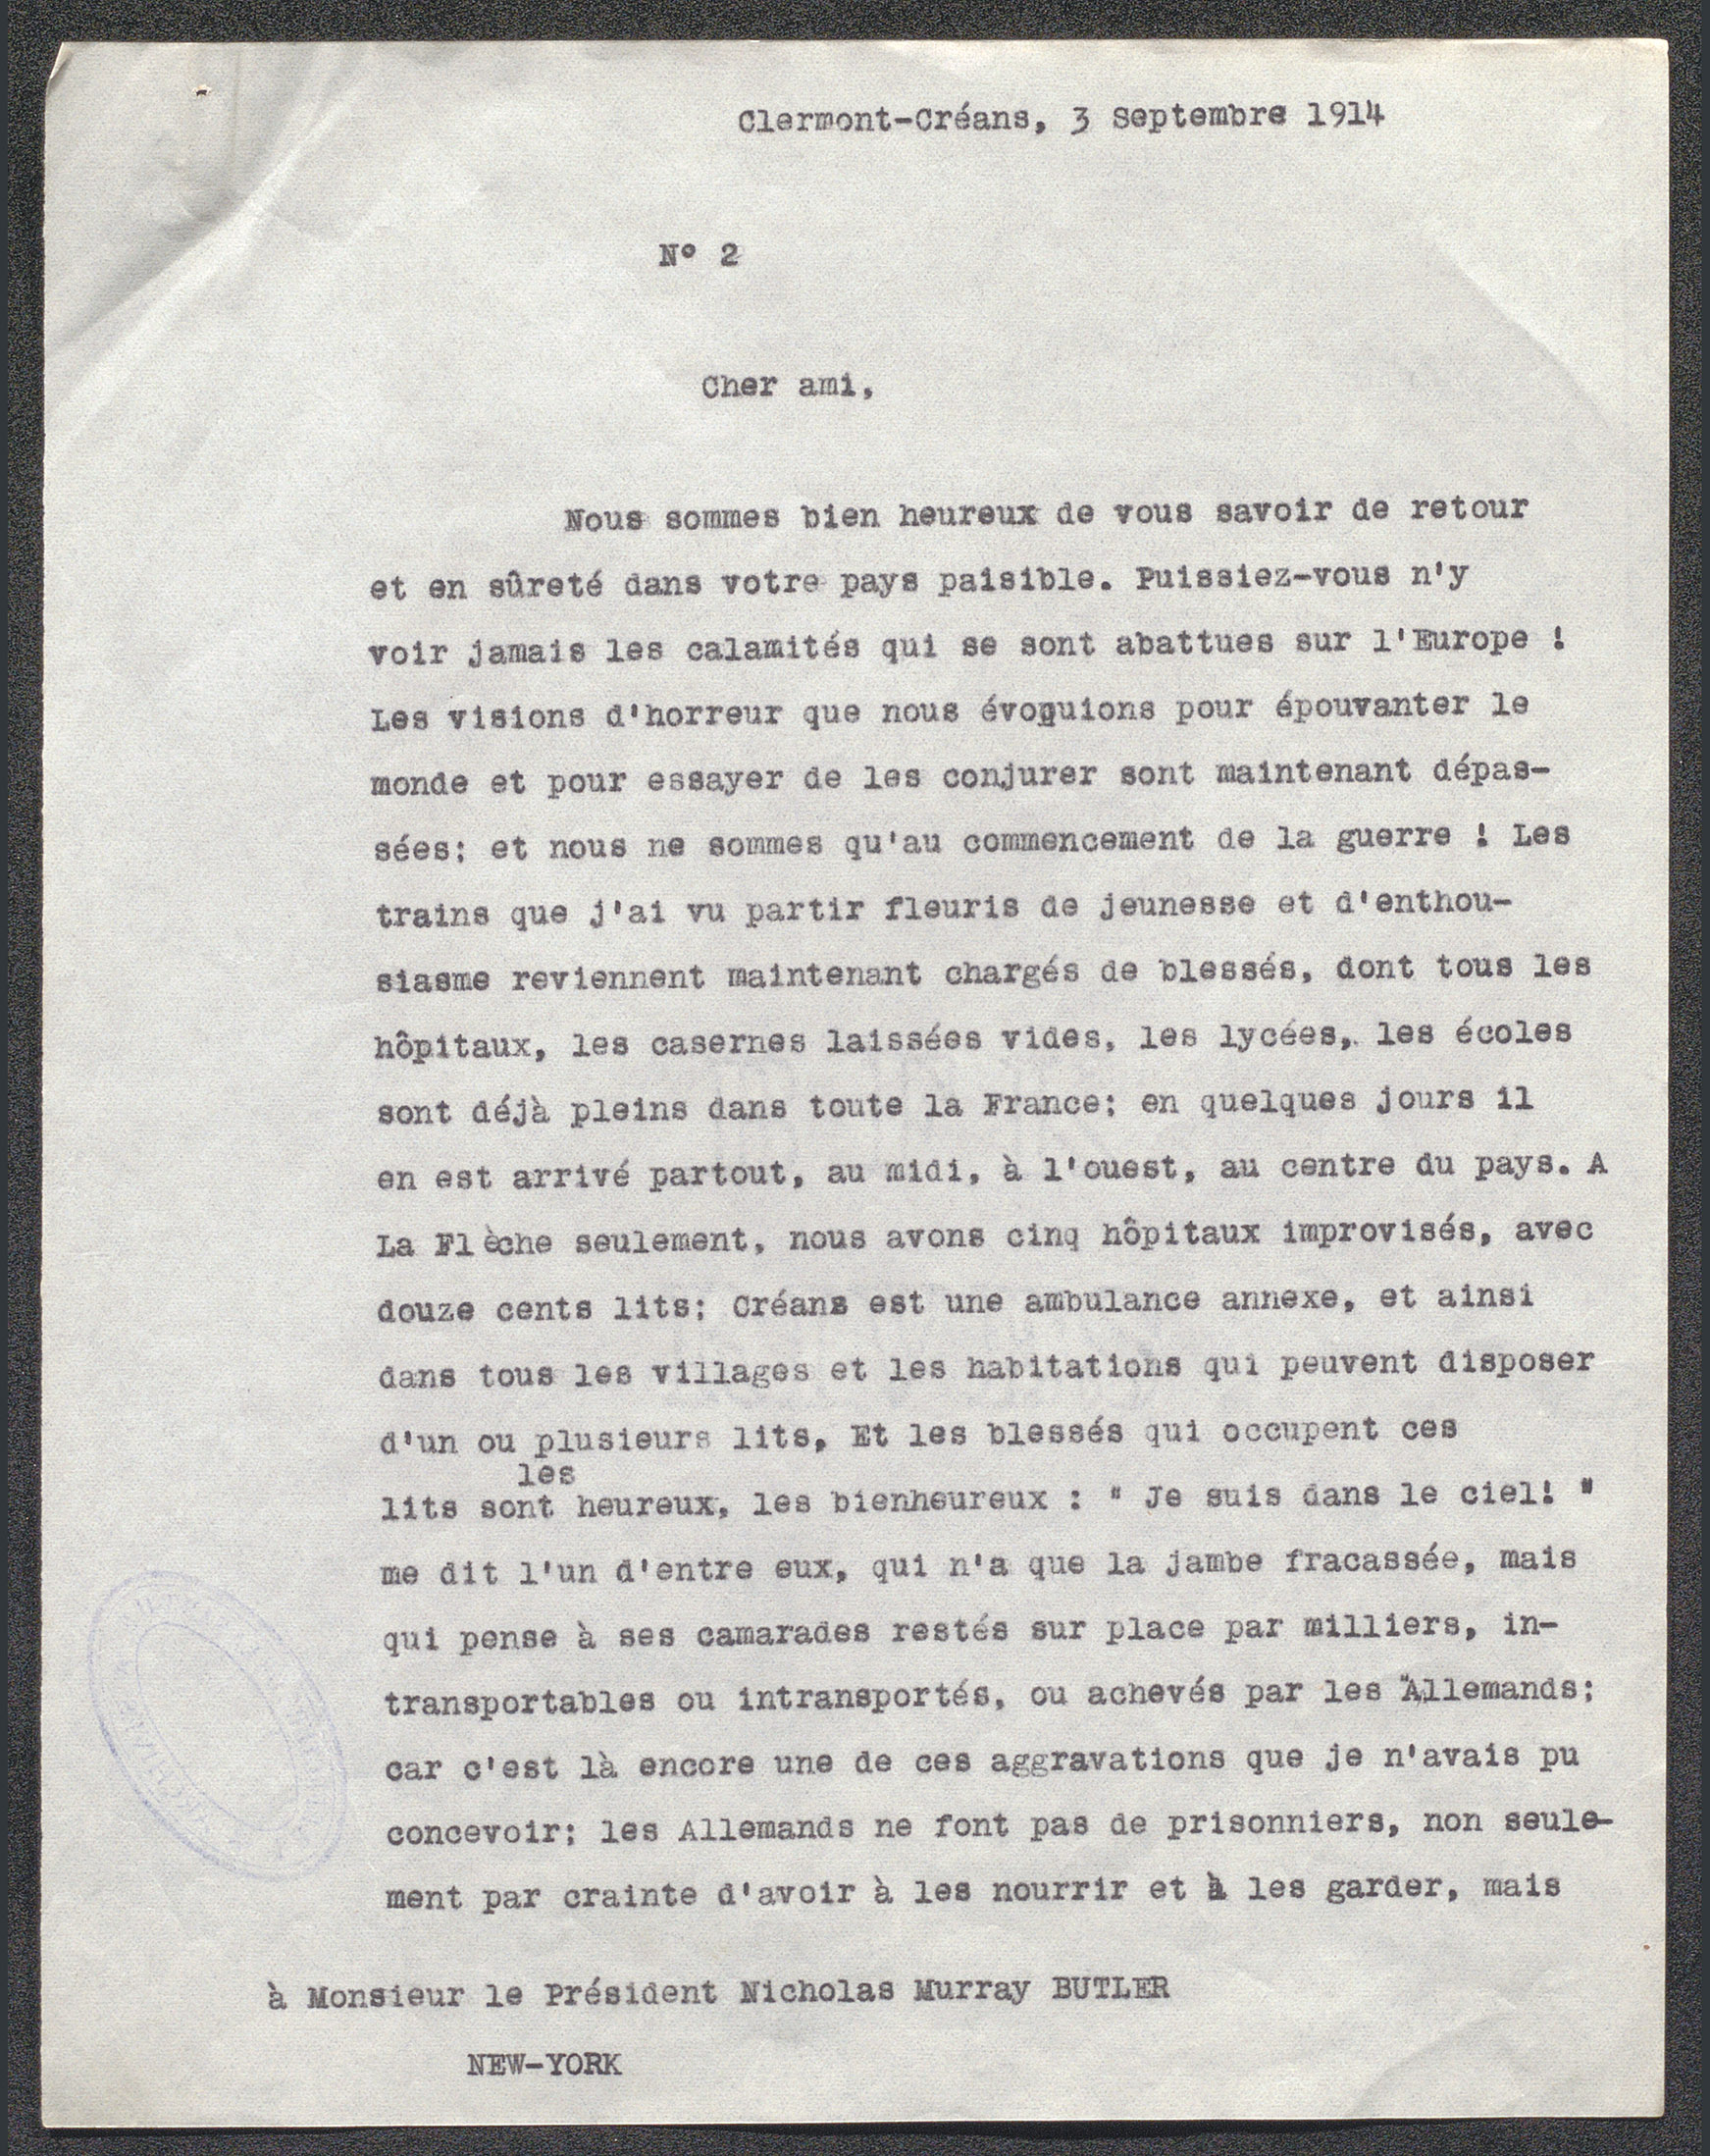 Clermont-Créans, 3 Septembre 1914
N° 2
Cher ami,
Nous sommes bien heureux de vous savoir de retour
et en sûreté dans votre pays paisible. Puissiez-vous n'y
voir jamais les calamités qui se sont abattues sur l'Europe !
Les visions d'horreur que nous évoquions pour épouvanter le
monde et pour essayer de les conjurer sont maintenant dépas-
sées; et nous ne sommes qu'au commencement de la guerre ! Les
trains que j'ai vu partir fleuris de jeunesse et d'enthou-
siasme reviennent maintenant chargés de blessés, dont tous les
hôpitaux, les casernes laissées vides, les lycées, les écoles
sont déjà pleins dans toute la France; en quelques jours il
en est arrivé partout, au midi, à l'ouest, au centre du pays. A
La Flèche seulement, nous avons cinq hôpitaux improvisés, avec
douze cents lits; Créans est une ambulance annexe, et ainsi
dans tous les villages et les habitations qui peuvent disposer
d'un ou plusieurs lits, Et les blessés qui occupent ces
les
lits sont heureux, les bienheureux : " Je suis dans le ciel! "
me dit l'un d'entre eux, qui n'a que la jambe fracassée, mais
qui pense à ses camarades restés sur place par milliers, in-
transportables ou intransportés, ou achevés par les Allemands;
car c'est là encore une de ces aggravations que je n'avais pu
concevoir; les Allemands ne font pas de prisonniers, non seule-
ment par crainte d'avoir à les nourrir et à les garder, mais
à Monsieur le Président Nicholas Murray BUTLER
NEW-YORK